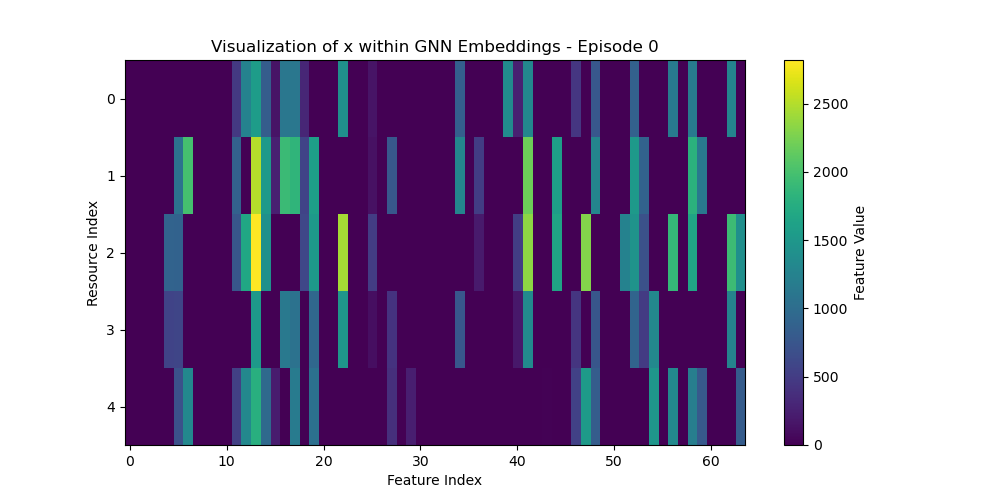 Visualization of x within GNN Embeddings - Episode 0
Resource Index
0
1
2
3
4
0 10 20 30 40 50 60
Feature Index
2500
2000
1500
1000
500
0
Feature Value